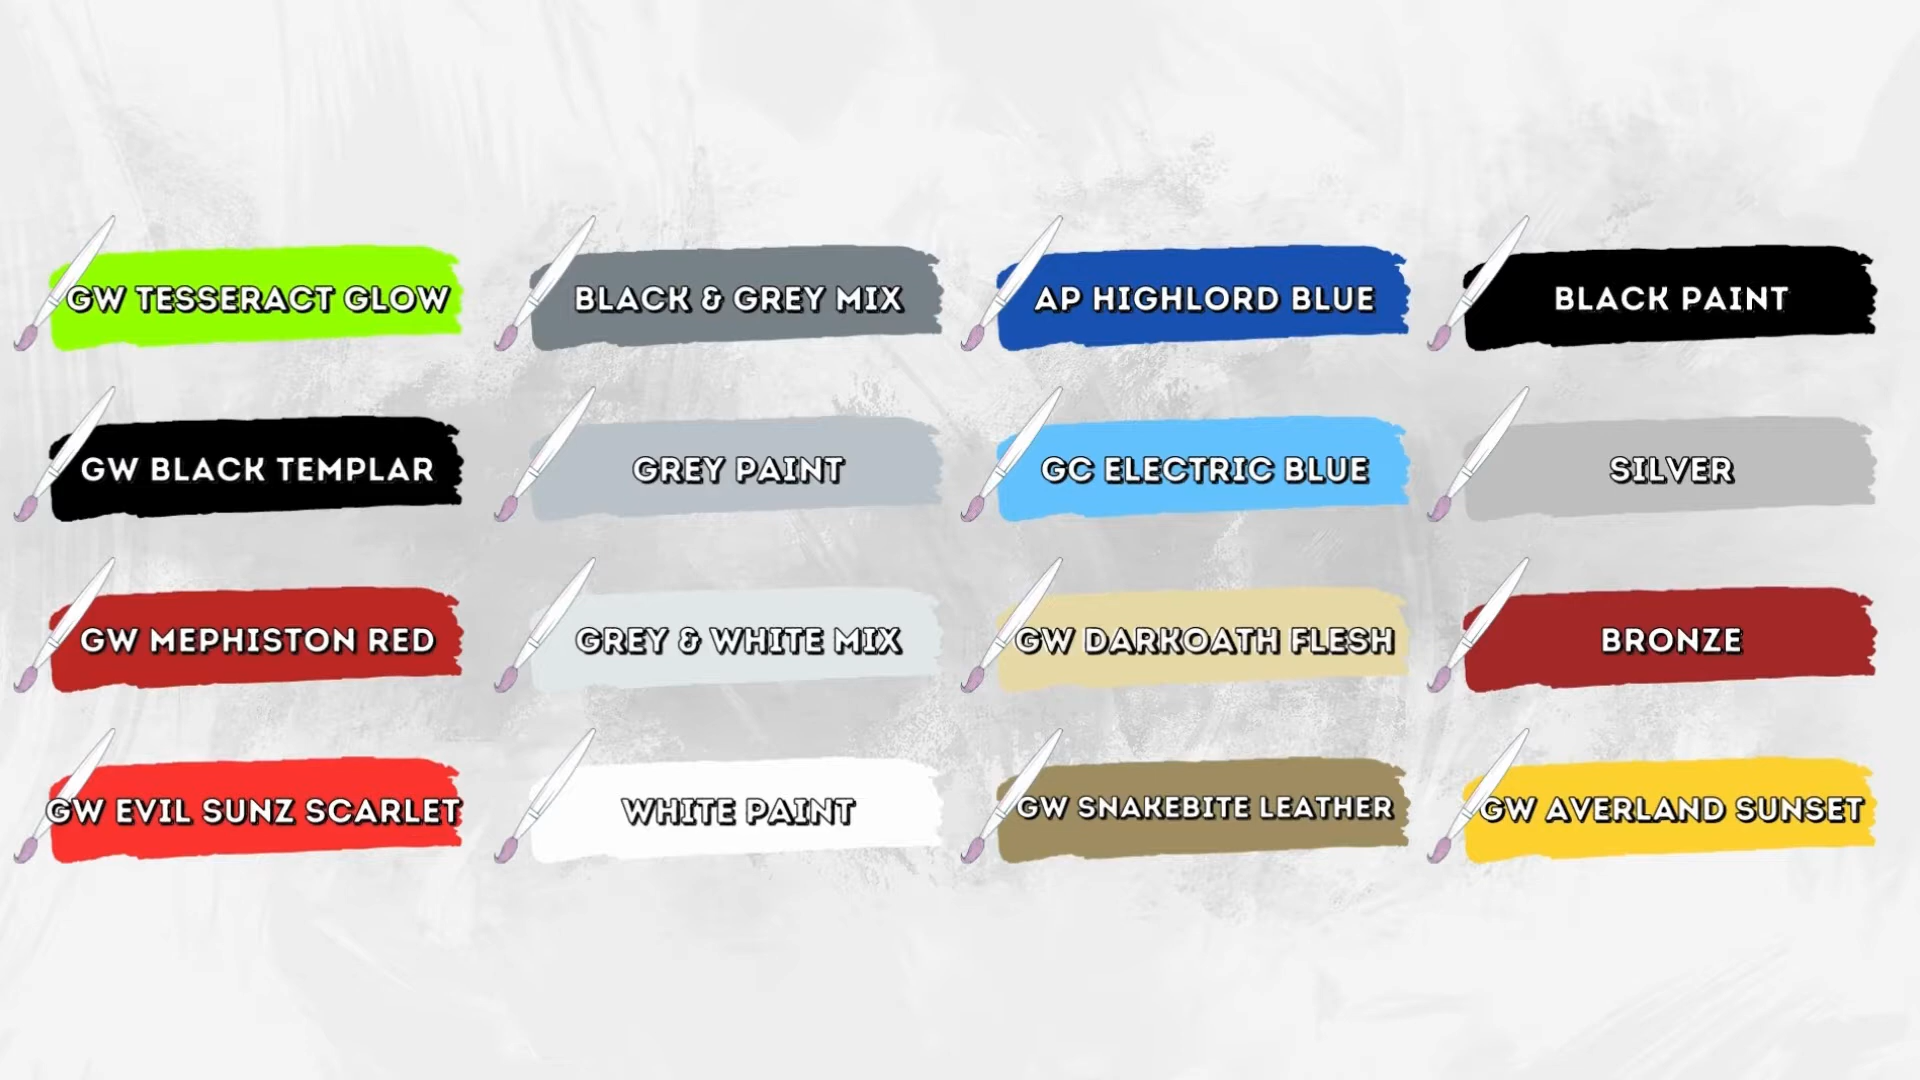 GW TESSERACT GLOW
BLACK & GREY MIX
AP HIGHLORD BLUE
BLACK PAINT
GW BLACK TEMPLAR
GREY PAINT
GC ELECTRIC BLUE
SILVER
GW MEPHISTON RED
GREY & WHITE MIX
GW DARKOATH FLESH
BRONZE
GW EVIL SUNZ SCARLET
WHITE PAINT
GW SNAKEBITE LEATHER
GW AVERLAND SUNSET